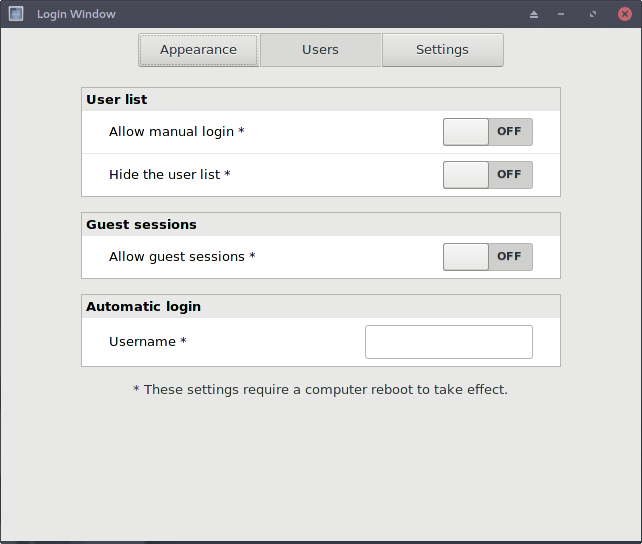 Login Window
Appearance Users Settings
User list
Allow manual login * OFF
Hide the user list * OFF
Guest sessions
Allow guest sessions * OFF
Automatic login
Username *
* These settings require a computer reboot to take effect.